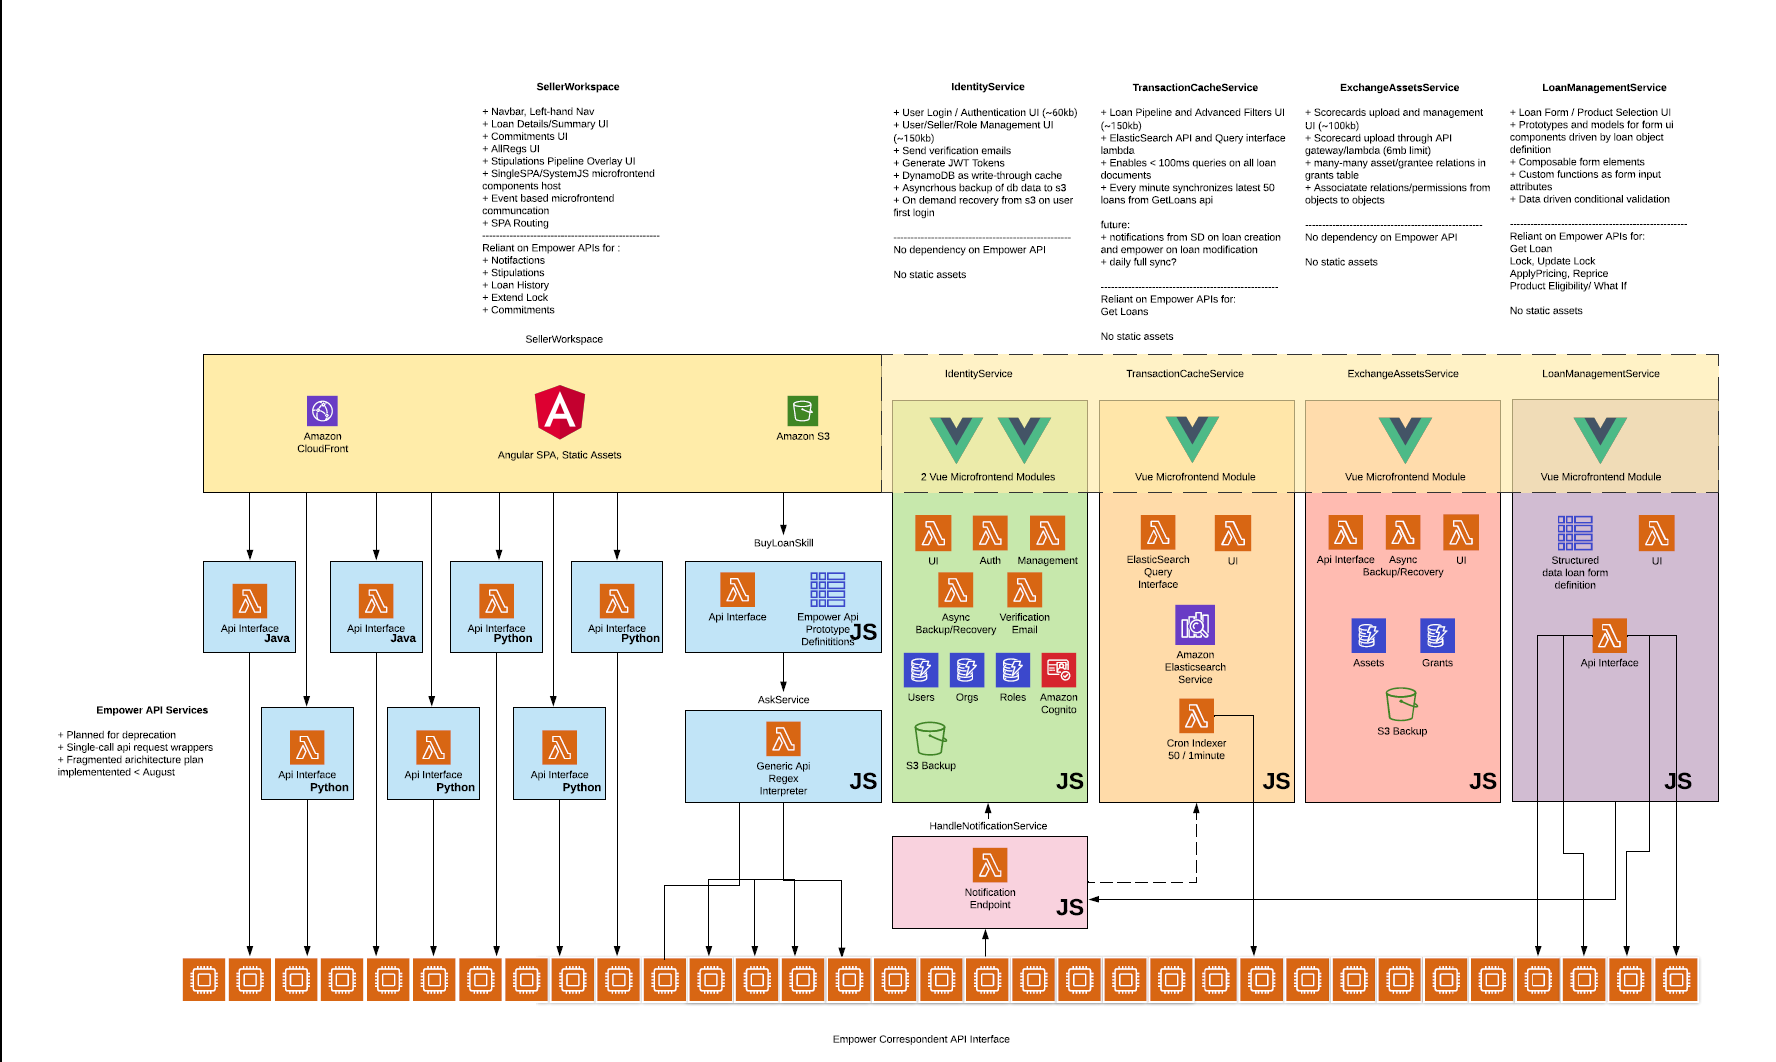 SellerWorkspace
+ Navbar, Left-hand Nav
+ Loan Details/Summary UI
+ Commitments UI
+ AllRegs UI
+ Stipulations Pipeline Overlay UI
+ SingleSPA/SystemJS microfrontend
components host
+ Event based microfrontend
communcation
+ SPA Routing
------------------------------------------------------
Reliant on Empower APIs for :
+ Notifactions
+ Stipulations
+ Loan History
+ Extend Lock
+ Commitments
IdentityService
+ User Login / Authentication UI (~60kb)
+ User/Seller/Role Management UI
(~150kb)
+ Send verification emails
+ Generate JWT Tokens
+ DynamoDB as write-through cache
+ Asyncrhous backup of db data to s3
+ On demand recovery from s3 on user
first login
------------------------------------------------------
No dependency on Empower API
No static assets
TransactionCacheService
+ Loan Pipeline and Advanced Filters UI
(~150kb)
+ ElasticSearch API and Query interface
lambda
+ Enables < 100ms queries on all loan
documents
+ Every minute synchronizes latest 50
loans from GetLoans api
future:
+ notifications from SD on loan creation
and empower on loan modification
+ daily full sync?
------------------------------------------------------
Reliant on Empower APIs for:
Get Loans
No static assets
ExchangeAssetsService
+ Scorecards upload and management
UI (~100kb)
+ Scorecard upload through API
gateway/lambda (6mb limit)
+ many-many asset/grantee relations in
grants table
+ Associatate relations/permissions from
objects to objects
------------------------------------------------------
No dependency on Empower API
No static assets
LoanManagementService
+ Loan Form / Product Selection UI
+ Prototypes and models for form ui
components driven by loan object
definition
+ Composable form elements
+ Custom functions as form input
attributes
+ Data driven conditional validation
------------------------------------------------------
Reliant on Empower APIs for:
Get Loan
Lock, Update Lock
ApplyPricing, Reprice
Product Eligibility/ What If
No static assets
SellerWorkspace
Amazon
CloudFront
A
Angular SPA, Static Assets
Amazon S3
IdentityService
2 Vue Microfrontend Modules
TransactionCacheService
Vue Microfrontend Module
ExchangeAssetsService
Vue Microfrontend Module
LoanManagementService
Vue Microfrontend Module
Api Interface
Java
Api Interface
Java
Api Interface
Python
Api Interface
Python
BuyLoanSkill
Api Interface
Empower Api
Prototype
Definititions
JS
UI
Auth
Management
Async
Backup/Recovery
Verification
Email
Users
Orgs
Roles
Amazon
Cognito
S3 Backup
JS
ElasticSearch
Query
Interface
UI
Amazon
Elasticsearch
Service
Cron Indexer
50 / 1minute
JS
Api Interface
Async
Backup/Recovery
UI
Assets
Grants
S3 Backup
JS
Structured
data loan form
definition
UI
Api Interface
JS
Empower API Services
+ Planned for deprecation
+ Single-call api request wrappers
+ Fragmented arichitecture plan
implemententd < August
Api Interface
Python
Api Interface
Python
Api Interface
Python
AskService
Generic Api
Regex
Interpreter
JS
HandleNotificationService
Notification
Endpoint
JS
Empower Correspondent API Interface